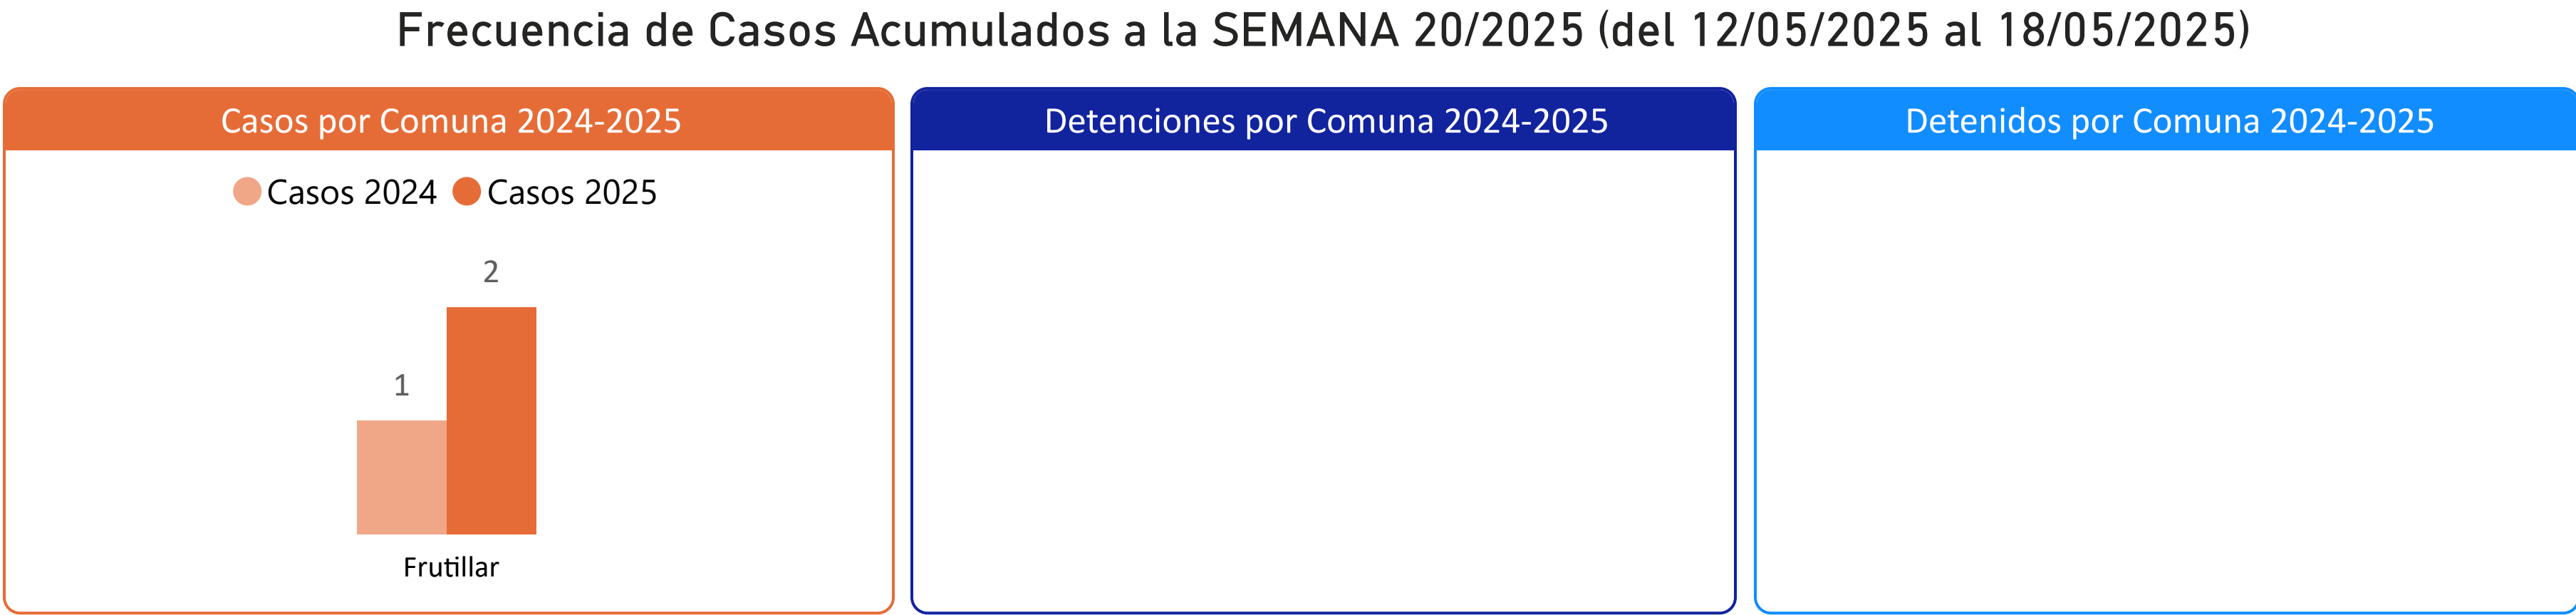 Frecuencia de Casos Acumulados a la SEMANA 20/2025 (del 12/05/2025 al 18/05/2025)
Casos por Comuna 2024-2025
Casos 2024 Casos 2025
2
1
Frutillar
Detenciones por Comuna 2024-2025
Detenidos por Comuna 2024-2025